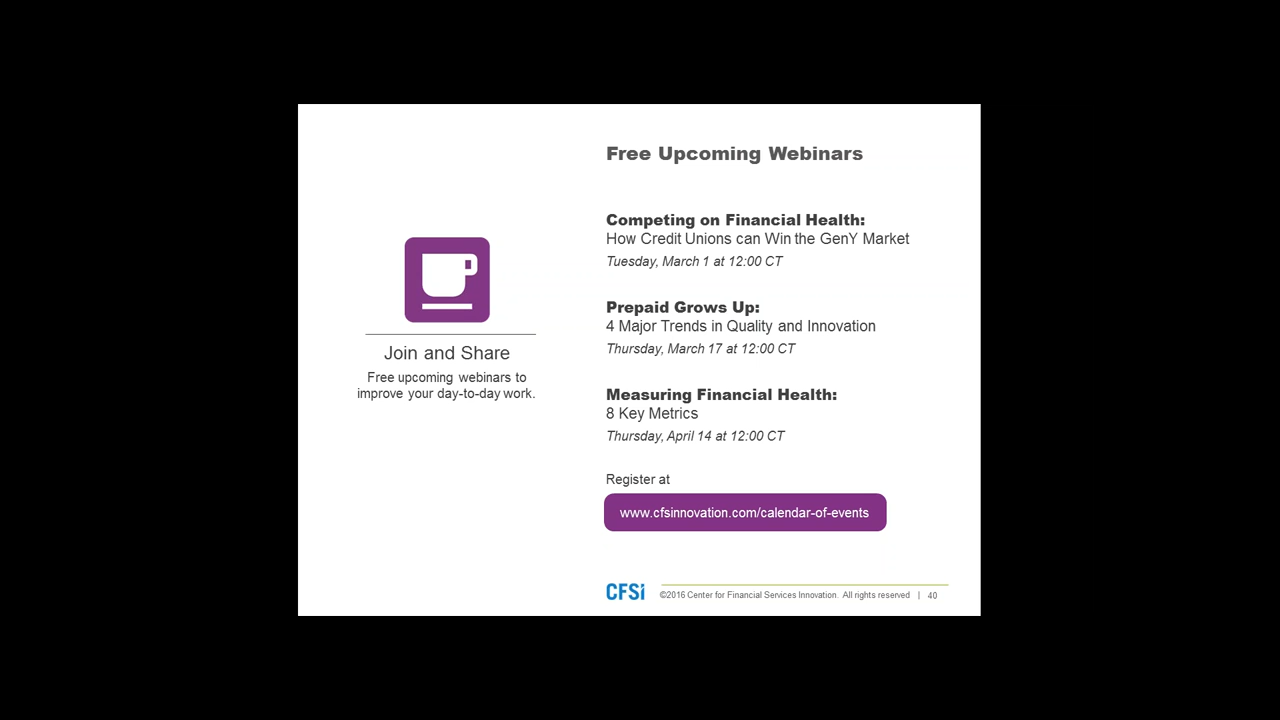 Free Upcoming Webinars
Join and Share
Free upcoming webinars to
improve your day-to-day work.
Competing on Financial Health:
How Credit Unions can Win the GenY Market
Tuesday, March 1 at 12:00 CT
Prepaid Grows Up:
4 Major Trends in Quality and Innovation
Thursday, March 17 at 12:00 CT
Measuring Financial Health:
8 Key Metrics
Thursday, April 14 at 12:00 CT
Register at
www.cfsinnovation.com/calendar-of-events
CFSi
©2016 Center for Financial Services Innovation. All rights reserved | 40